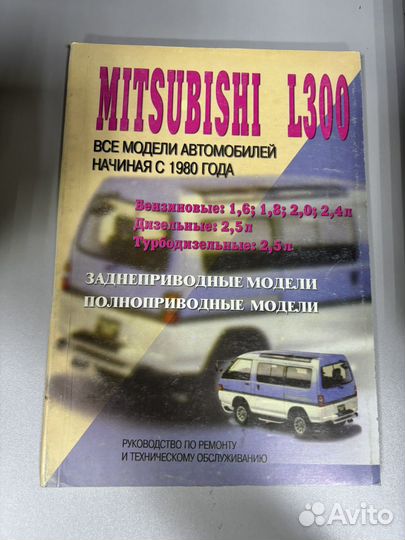 MITSUBISHI L300
ВСЕ МОДЕЛИ АВТОМОБИЛЕЙ
НАЧИНАЯ С 1980 ГОДА
Бензиновые: 1,6; 1,8; 2,0; 2,4 л
Дизельные: 2,5 л
Турбодизельные: 2,5 л
ЗАДНЕПРИВОДНЫЕ МОДЕЛИ
ПОЛНОПРИВОДНЫЕ МОДЕЛИ
РУКОВОДСТВО ПО РЕМОНТУ
И ТЕХНИЧЕСКОМУ ОБСЛУЖИВАНИЮ
Avito